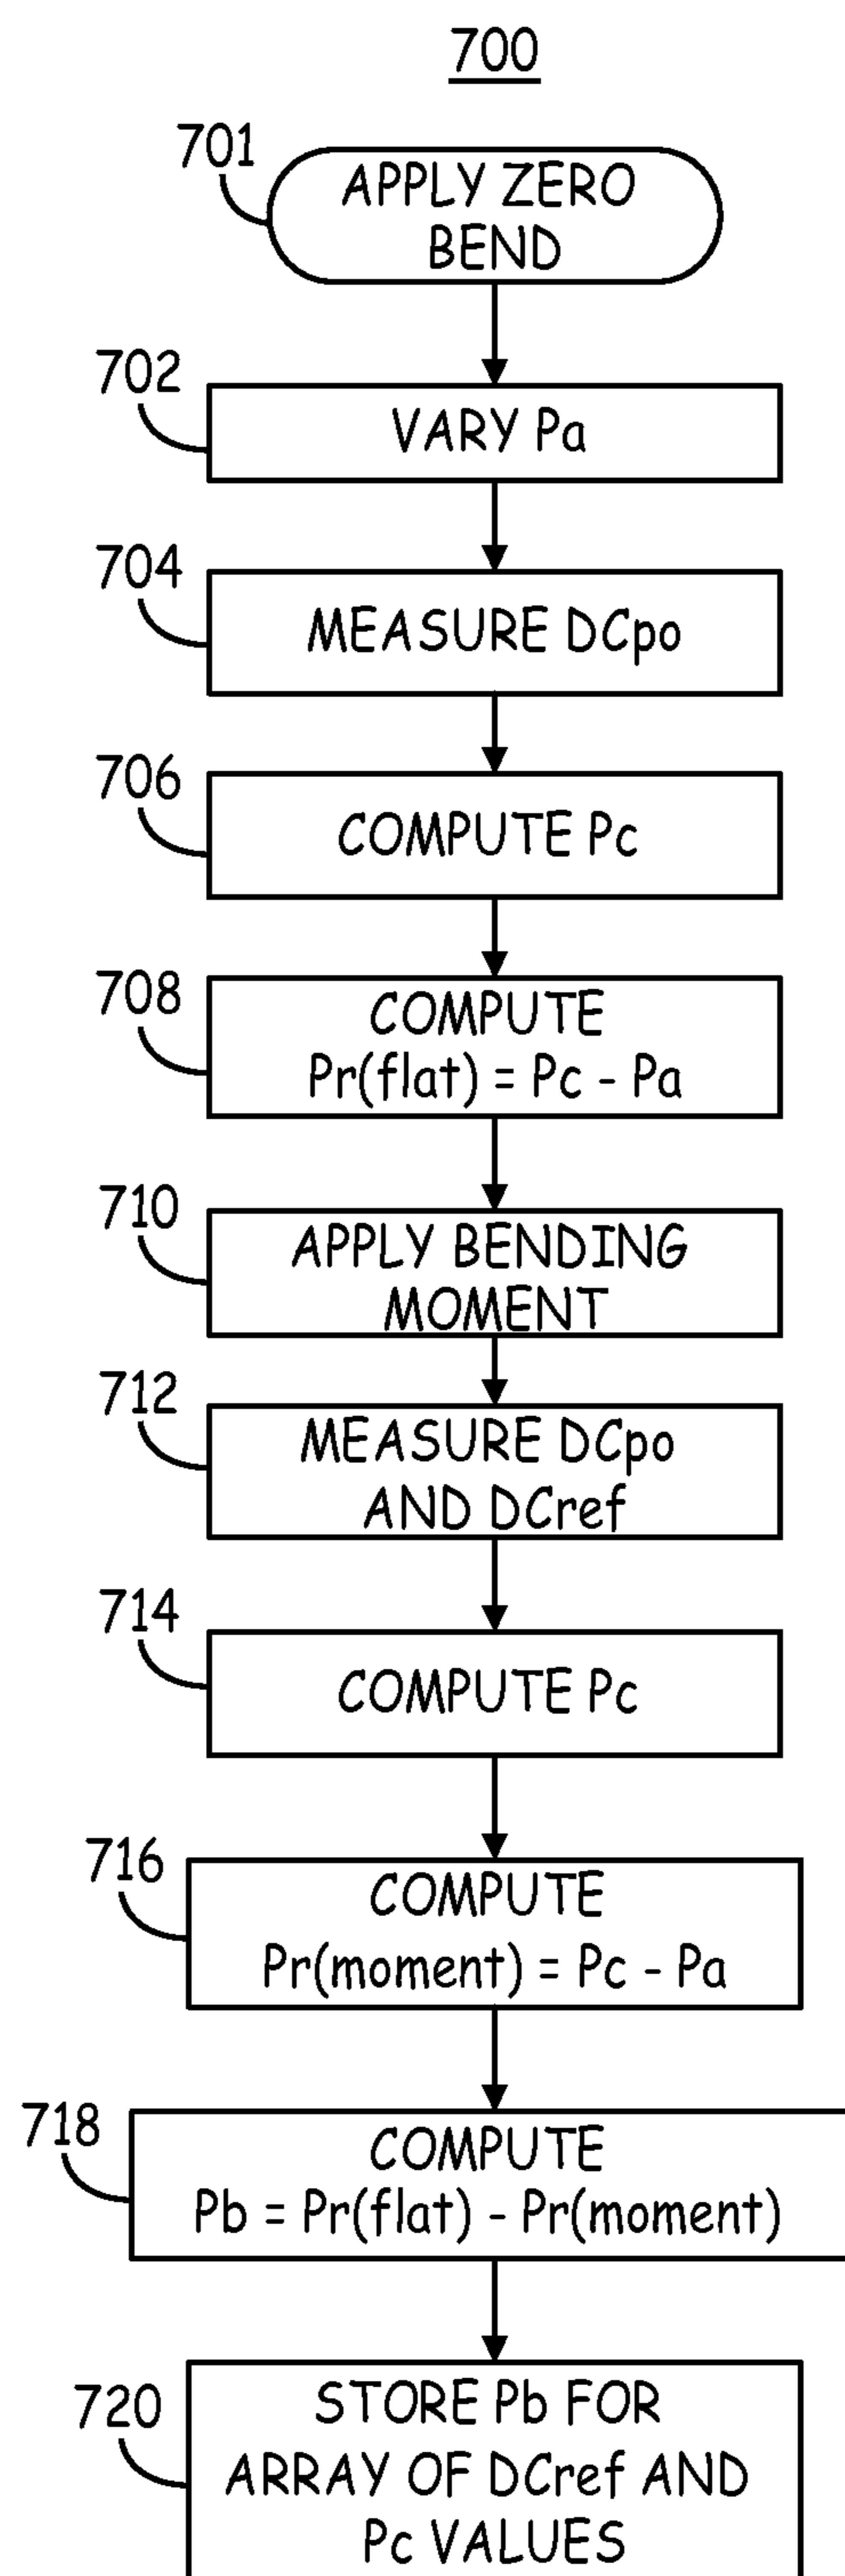 700
701
APPLY ZERO
BEND
702
VARY Pa
704
MEASURE DCpo
706
COMPUTE Pc
708
COMPUTE
Pr(flat) = Pc - Pa
710
APPLY BENDING
MOMENT
712
MEASURE DCpo
AND DCref
714
COMPUTE Pc
716
COMPUTE
Pr(moment) = Pc - Pa
718
COMPUTE
Pb = Pr(flat) - Pr(moment)
720
STORE Pb FOR
ARRAY OF DCref AND
Pc VALUES